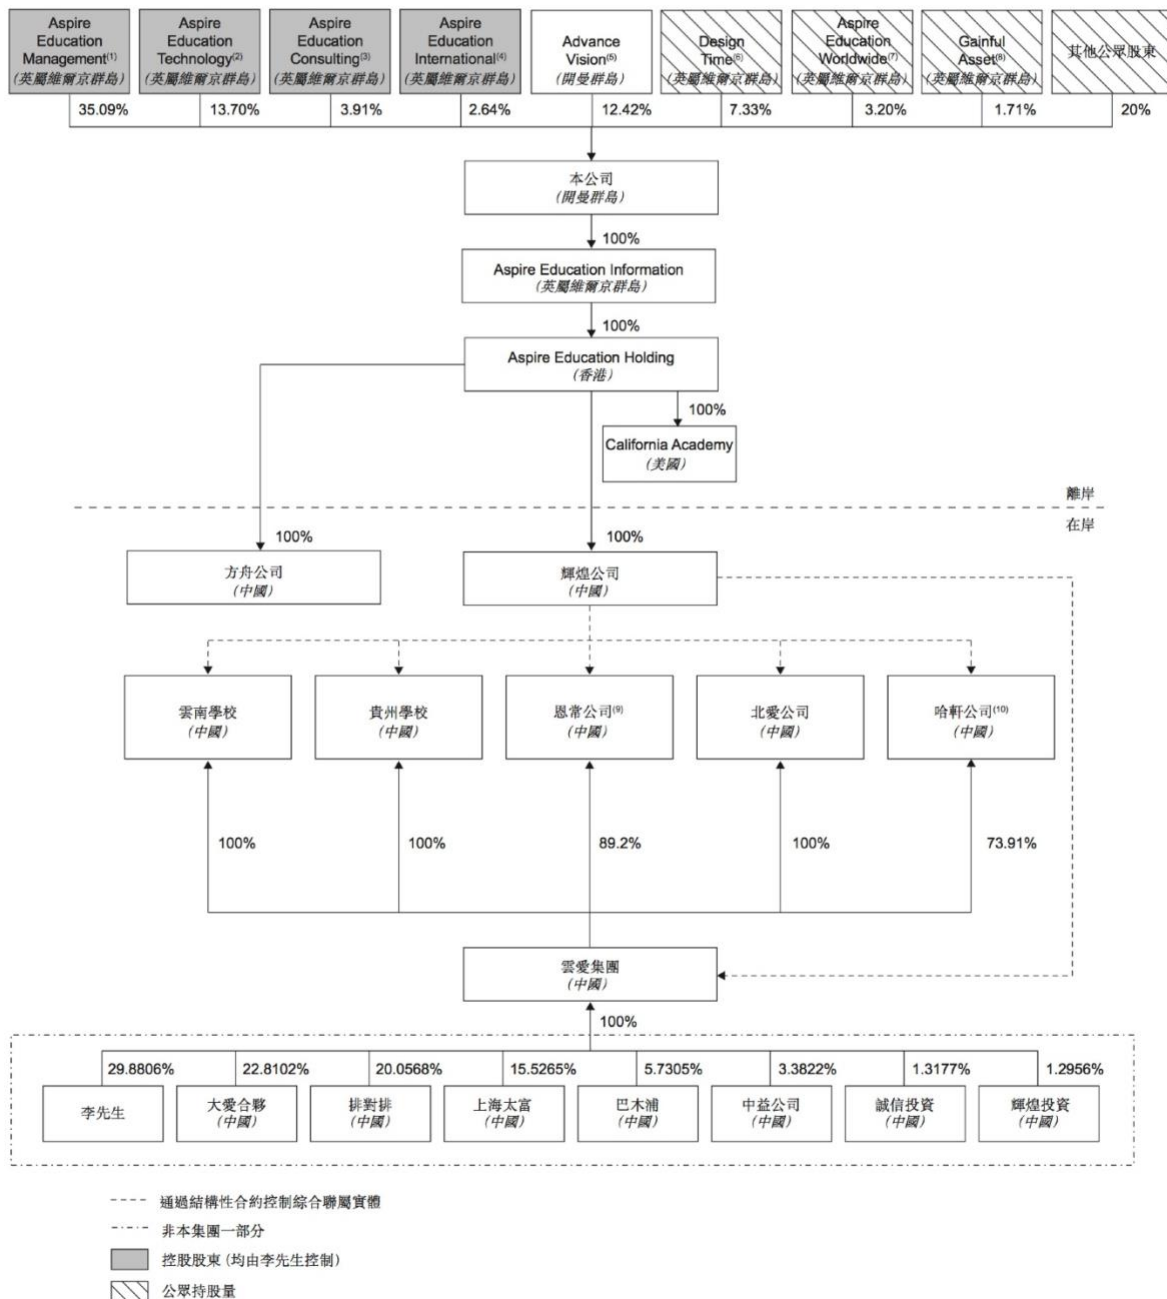 Aspire
Education
Management(1)
(英屬維爾京群島)
Aspire
Education
Technology(2)
(英屬維爾京群島)
Aspire
Education
Consulting(3)
(英屬維爾京群島)
Aspire
Education
International(4)
(英屬維爾京群島)
Advance
Vision(5)
(開曼群島)
Design
Time(6)
(英屬維爾京群島)
Aspire
Education
Worldwide(7)
(英屬維爾京群島)
Gainful
Asset(8)
(英屬維爾京群島)
其他公眾股東
35.09%
13.70%
3.91%
2.64%
12.42%
7.33%
3.20%
1.71%
20%
本公司
(開曼群島)
100%
Aspire Education Information
(英屬維爾京群島)
100%
Aspire Education Holding
(香港)
100%
California Academy
(美國)
離岸
在岸
100%
100%
方舟公司
(中國)
輝煌公司
(中國)
雲南學校
(中國)
貴州學校
(中國)
恩常公司(9)
(中國)
北愛公司
(中國)
哈軒公司(10)
(中國)
100%
100%
89.2%
100%
73.91%
雲愛集團
(中國)
100%
29.8806%
22.8102%
20.0568%
15.5265%
5.7305%
3.3822%
1.3177%
1.2956%
李先生
大愛合夥
(中國)
排對排
(中國)
上海太富
(中國)
巴木浦
(中國)
中益公司
(中國)
誠信投資
(中國)
輝煌投資
(中國)
通過結構性合約控制綜合聯屬實體
非本集團一部分
控股股東 (均由李先生控制)
公眾持股量